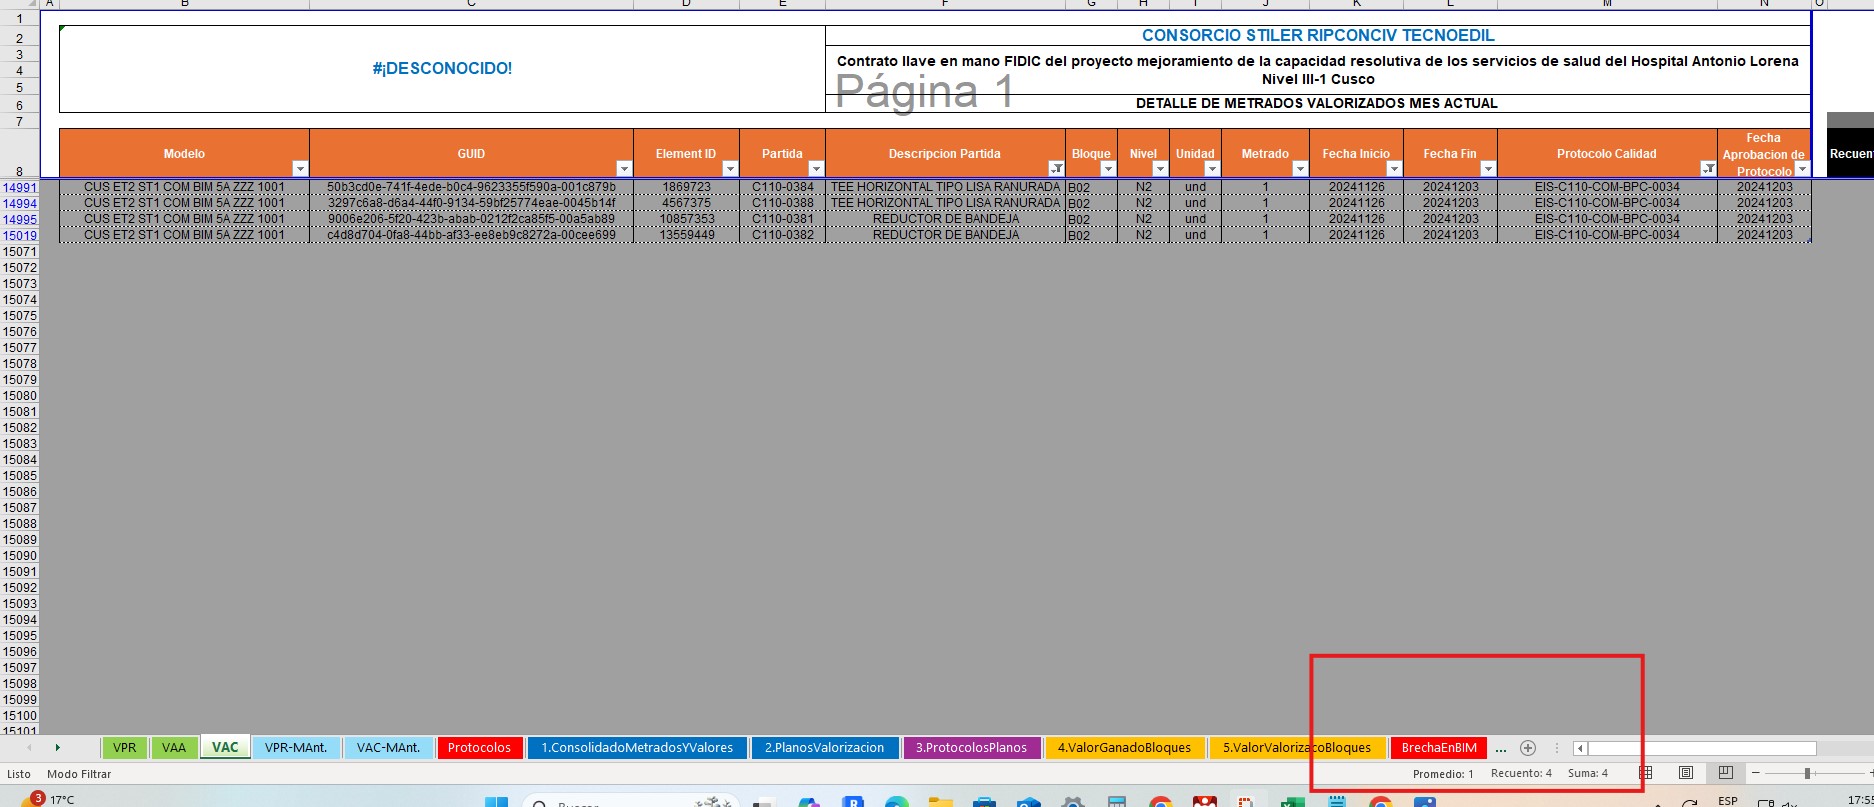 A B C D E F G H I J K L M N O
1
2 CONSORCIO STILER RIPCONCIV TECNOEDIL
3
#¡DESCONOCIDO!
4 Contrato llave en mano FIDIC del proyecto mejoramiento de la capacidad resolutiva de los servicios de salud del Hospital Antonio Lorena
Nivel III-1 Cusco
5 Página 1
6 DETALLE DE METRADOS VALORIZADOS MES ACTUAL
7
8 Modelo GUID Element ID Partida Descripcion Partida Bloque Nivel Unidad Metrado Fecha Inicio Fecha Fin Protocolo Calidad Fecha Aprobacion de Protocolo Recuen
14991 CUS ET2 ST1 COM BIM 5A ZZZ 1001 50b3cd0e-741f-4ede-b0c4-9623355f590a-001c879b 1869723 C110-0384 TEE HORIZONTAL TIPO LISA RANURADA B02 N2 und 1 20241126 20241203 EIS-C110-COM-BPC-0034 20241203
14994 CUS ET2 ST1 COM BIM 5A ZZZ 1001 3297c6a8-d6a4-44f0-9134-59bf25774eae-0045b14f 4567375 C110-0388 TEE HORIZONTAL TIPO LISA RANURADA B02 N2 und 1 20241126 20241203 EIS-C110-COM-BPC-0034 20241203
14995 CUS ET2 ST1 COM BIM 5A ZZZ 1001 9006e206-5f20-423b-abab-0212f2ca85f5-00a5ab89 10857353 C110-0381 REDUCTOR DE BANDEJA B02 N2 und 1 20241126 20241203 EIS-C110-COM-BPC-0034 20241203
15019 CUS ET2 ST1 COM BIM 5A ZZZ 1001 c4d8d704-0fa8-44bb-af33-ee8eb9c8272a-00cee699 13559449 C110-0382 REDUCTOR DE BANDEJA B02 N2 und 1 20241126 20241203 EIS-C110-COM-BPC-0034 20241203
15071
15072
15073
15074
15075
15076
15077
15078
15079
15080
15081
15082
15083
15084
15085
15086
15087
15088
15089
15090
15091
15092
15093
15094
15095
15096
15097
15098
15099
15100
15101
VPR VAA VAC VPR-MAnt. VAC-MAnt. Protocolos 1.ConsolidadoMetradosYValores 2.PlanosValorizacion 3.ProtocolosPlanos 4.ValorGanadoBloques 5.ValorValorizacoBloques BrechaEnBIM ...
Listo Modo Filtrar Promedio: 1 Recuento: 4 Suma: 4
3 17°C Buscar ESP 17:55